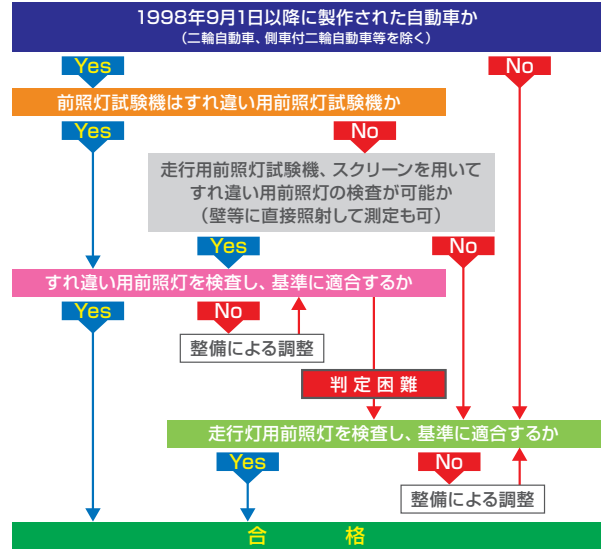 1998年9月1日以降に製作された自動車か
（二輪自動車、側車付二輪自動車等を除く）
Yes
No
前照灯試験機はすれ違い用前照灯試験機か
Yes
No
走行用前照灯試験機、スクリーンを用いて
すれ違い用前照灯の検査が可能か
（壁等に直接照射して測定も可）
Yes
No
すれ違い用前照灯を検査し、基準に適合するか
Yes
No
整備による調整
判定困難
走行灯用前照灯を検査し、基準に適合するか
Yes
No
整備による調整
合格